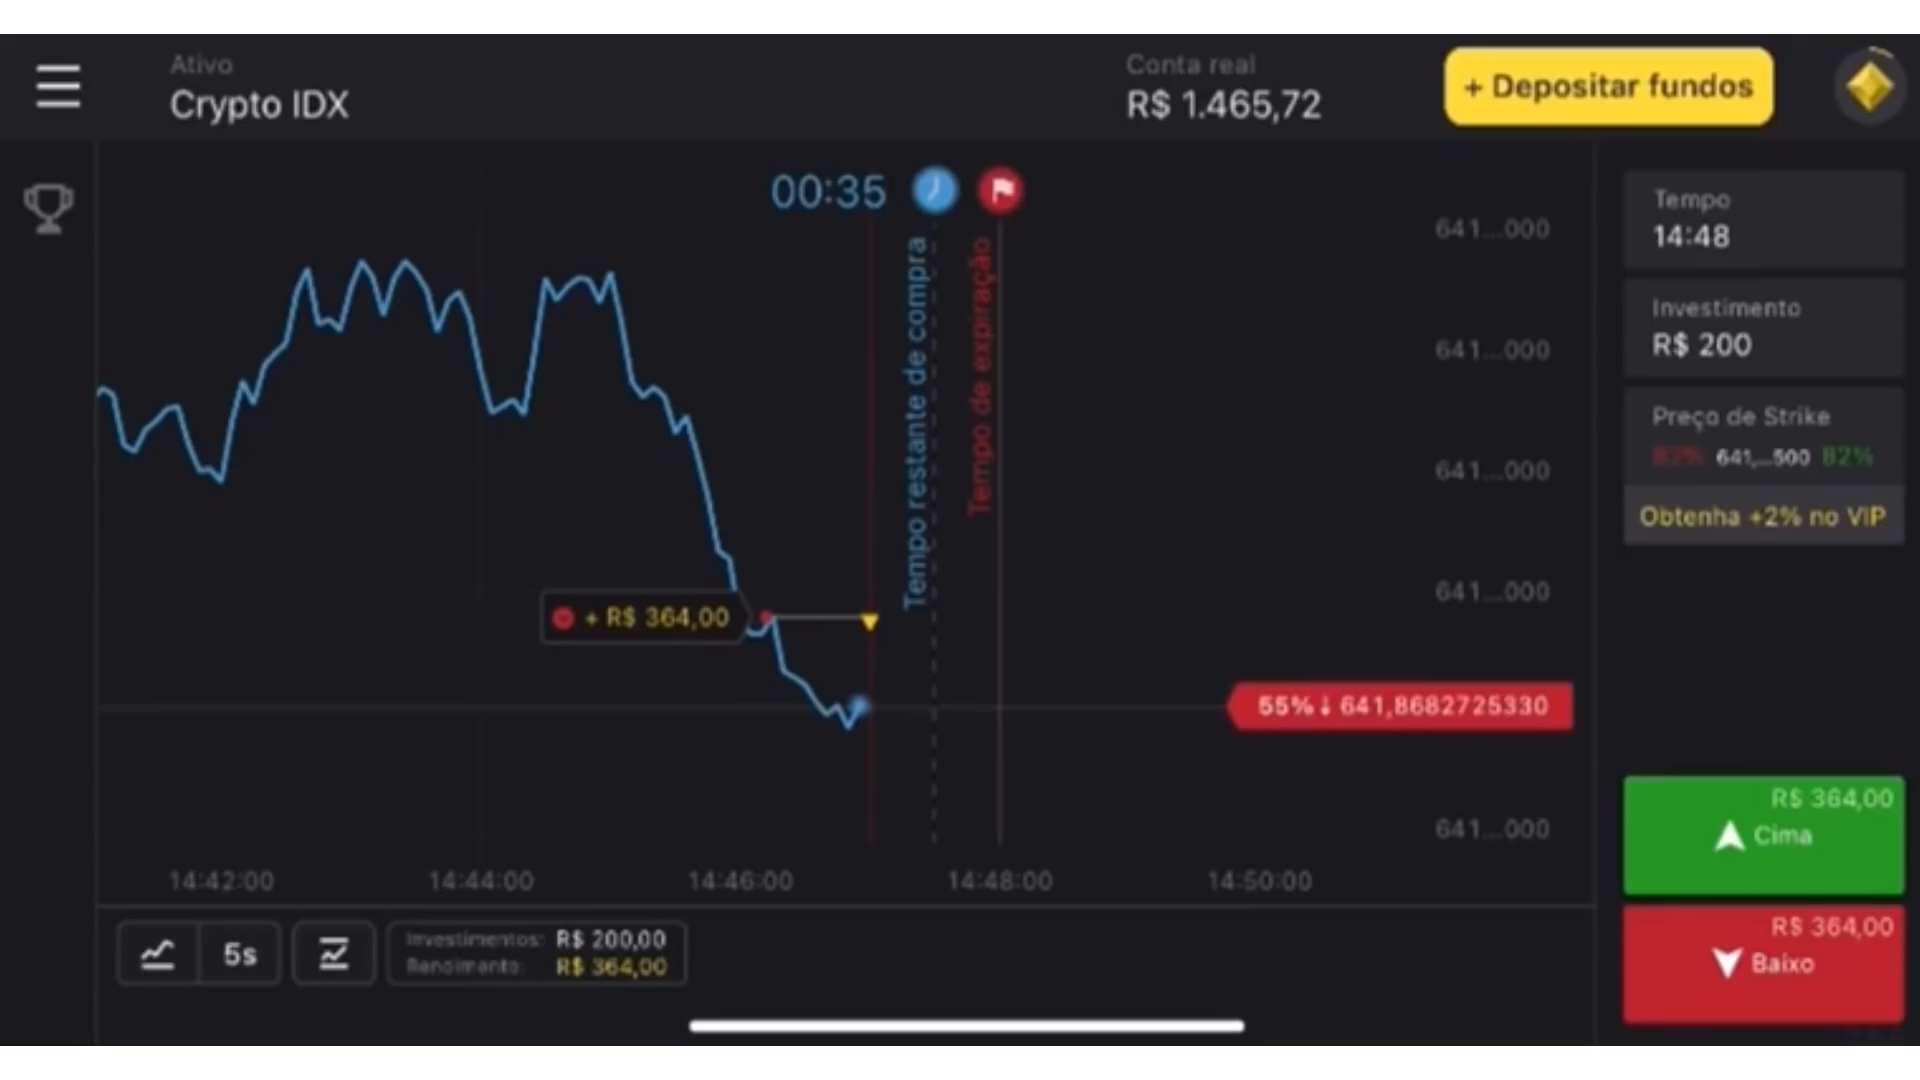 Ativo
Crypto IDX
Conta real
R$ 1.465,72
+ Depositar fundos
00:35
Tempo restante de compra
Tempo de expiração
641...000
641...000
641...000
641...000
641...000
+ R$ 364,00
55% ↓ 641,8682725330
14:42:00
14:44:00
14:46:00
14:48:00
14:50:00
5s
Investimentos: R$ 200,00
Rendimento: R$ 364,00
Tempo
14:48
Investimento
R$ 200
Preço de Strike
82% 641,...500 82%
Obtenha +2% no VIP
R$ 364,00
Cima
R$ 364,00
Baixo